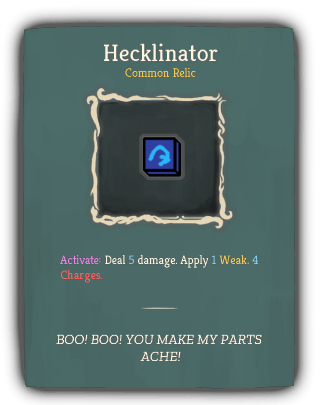 Hecklinator
Common Relic
Activate: Deal 5 damage. Apply 1 Weak. 4
Charges.
BOO! BOO! YOU MAKE MY PARTS
ACHE!